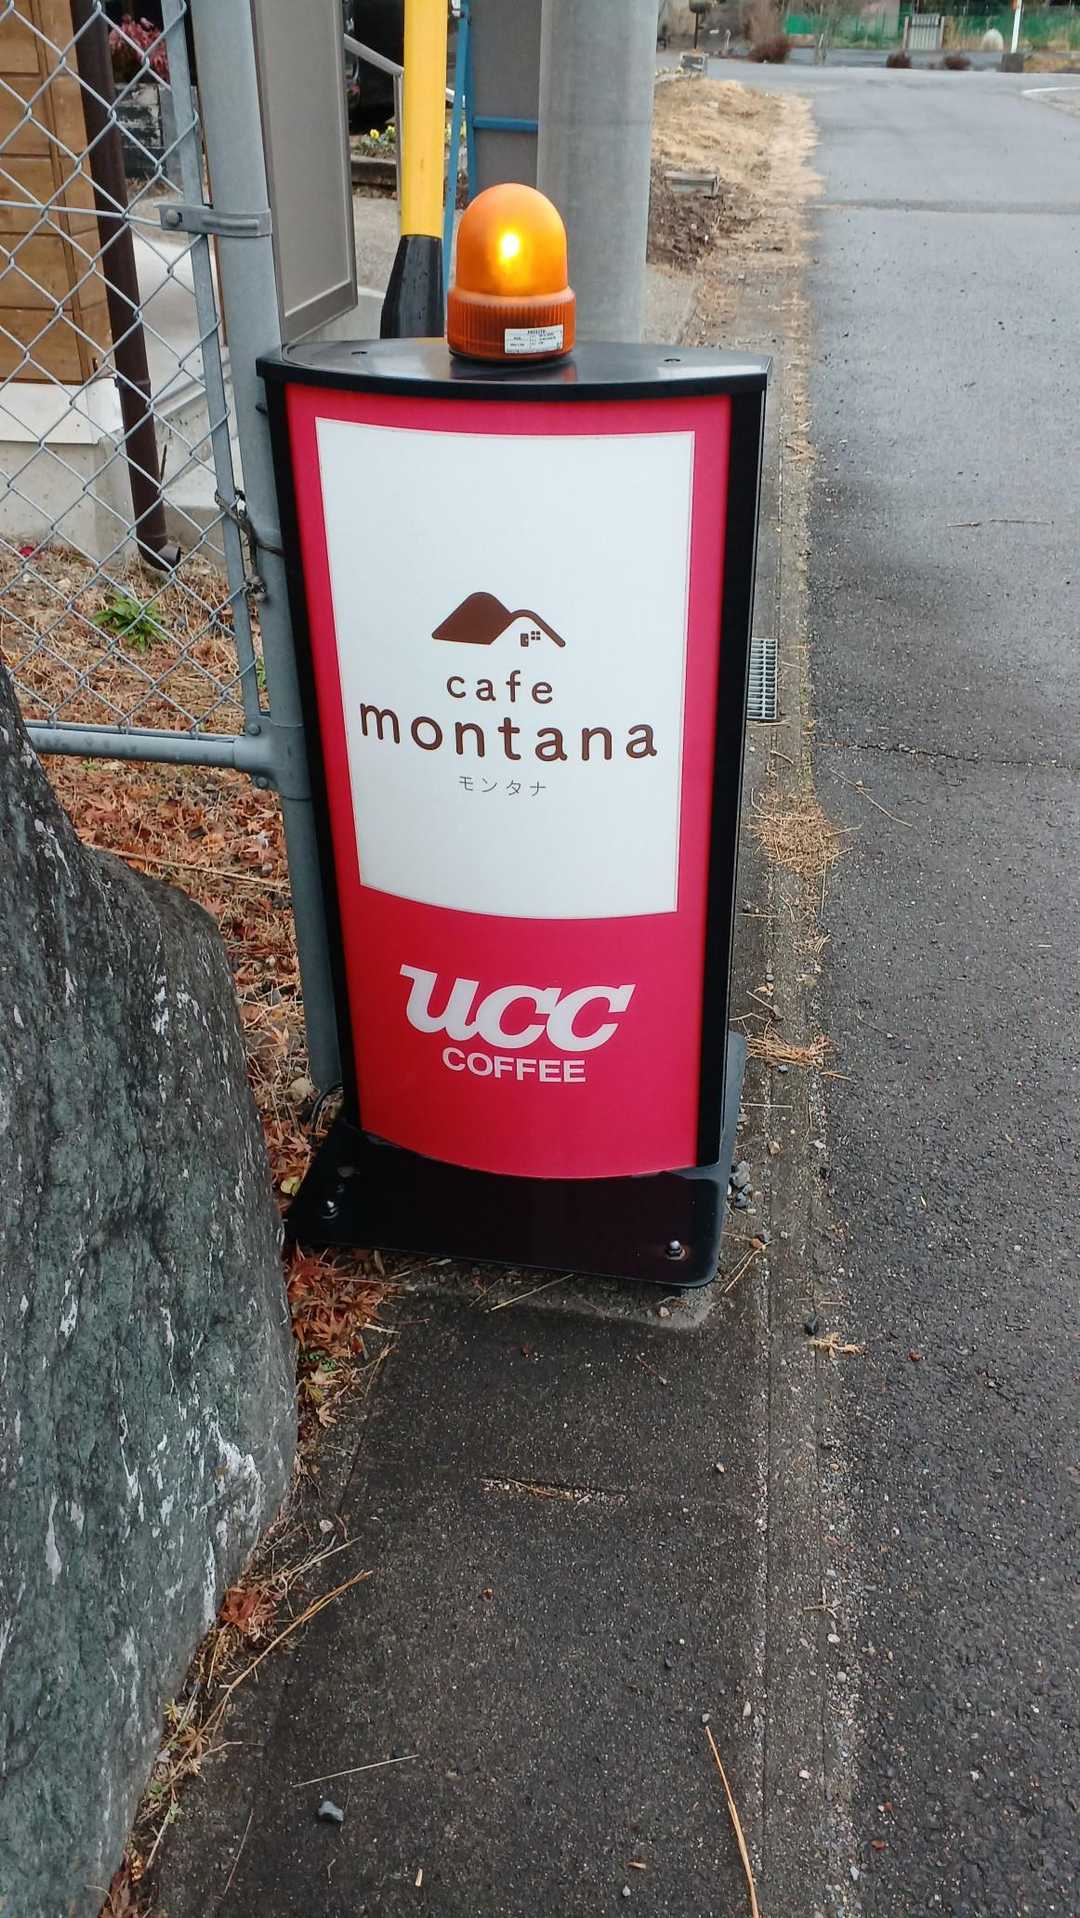 cafe
montana
モンタナ
UCC
COFFEE